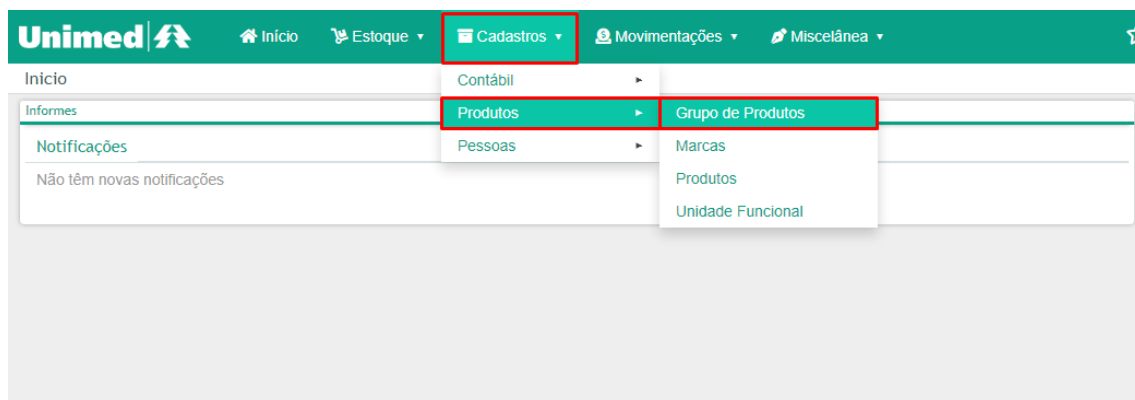 Unimed Início Estoque Cadastros Movimentações Miscelânea
Inicio
Contábil
Informes
Produtos
Grupo de Produtos
Notificações
Pessoas
Marcas
Não têm novas notificações
Produtos
Unidade Funcional